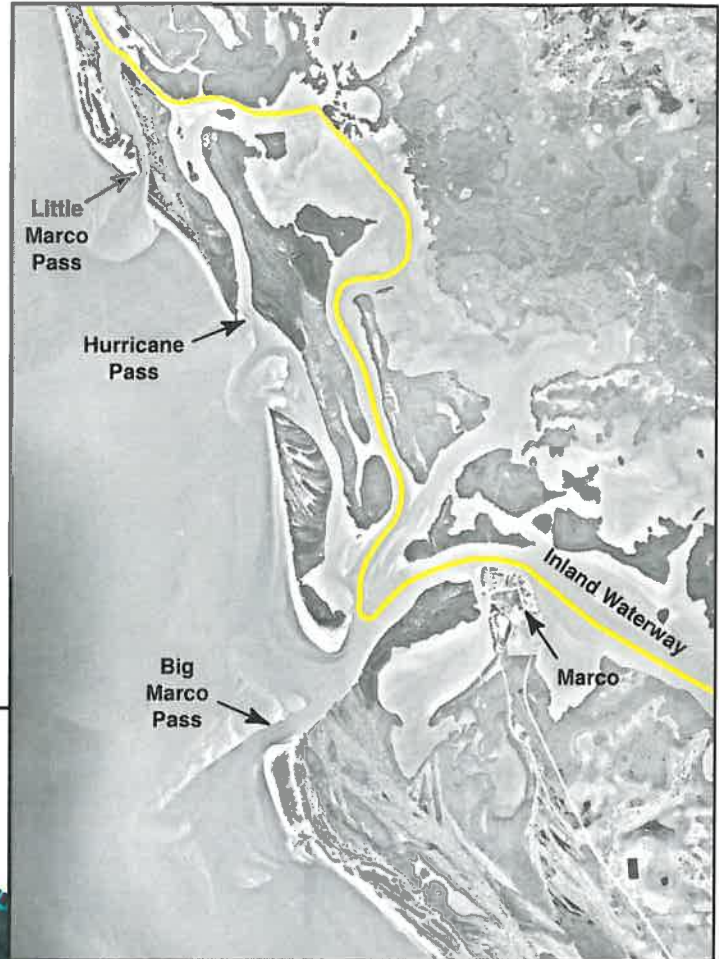 Little
Marco
Pass
Hurricane
Pass
Inland Waterway
Marco
Big
Marco
Pass